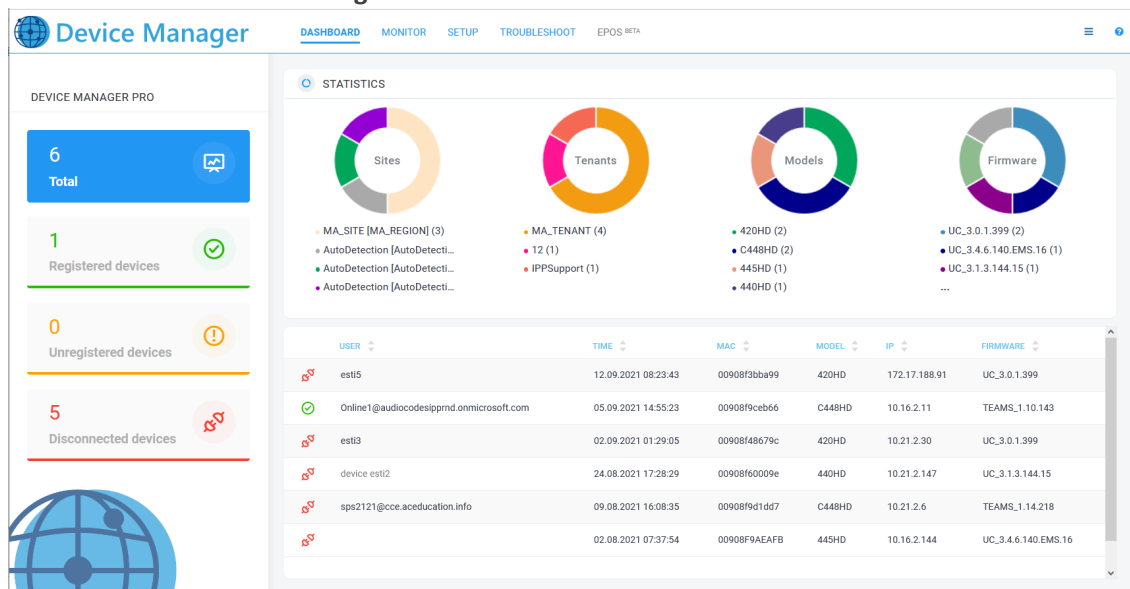 Device Manager
DASHBOARD MONITOR SETUP TROUBLESHOOT EPOS BETA
DEVICE MANAGER PRO
6
Total
1
Registered devices
0
Unregistered devices
5
Disconnected devices
STATISTICS
Sites
MA_SITE [MA_REGION] (3)
AutoDetection [AutoDetecti...
AutoDetection [AutoDetecti...
AutoDetection [AutoDetecti...
Tenants
MA_TENANT (4)
12 (1)
IPPSupport (1)
Models
420HD (2)
C448HD (2)
445HD (1)
440HD (1)
Firmware
UC_3.0.1.399 (2)
UC_3.4.6.140.EMS.16 (1)
UC_3.1.3.144.15 (1)
...
USER TIME MAC MODEL IP FIRMWARE
esti5 12.09.2021 08:23:43 00908f3bba99 420HD 172.17.188.91 UC_3.0.1.399
Online1@audiocodesipprnd.onmicrosoft.com 05.09.2021 14:55:23 00908f9ceb66 C448HD 10.16.2.11 TEAMS_1.10.143
esti3 02.09.2021 01:29:05 00908f48679c 420HD 10.21.2.30 UC_3.0.1.399
device esti2 24.08.2021 17:28:29 00908f60009e 440HD 10.21.2.147 UC_3.1.3.144.15
sps2121@cce.aceducation.info 09.08.2021 16:08:35 00908f9d1dd7 C448HD 10.21.2.6 TEAMS_1.14.218
02.08.2021 07:37:54 00908F9AEAFB 445HD 10.16.2.144 UC_3.4.6.140.EMS.16